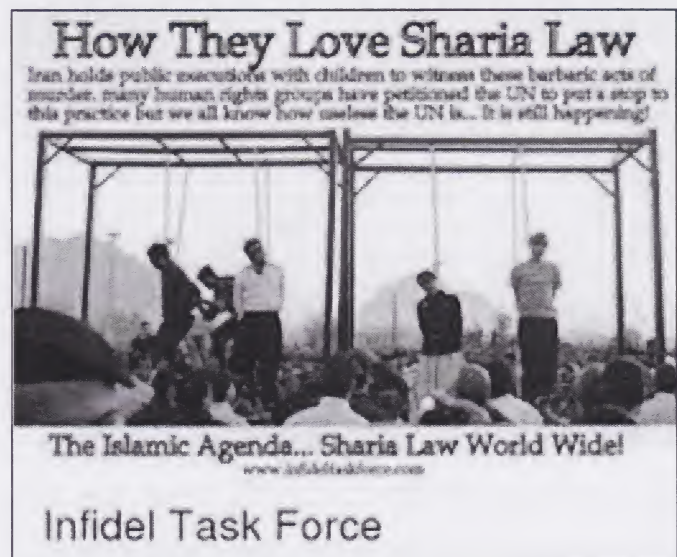 How They Love Sharia Law
Iran holds public executions with children to witness these barbaric acts of
murder, many human rights groups have petitioned the UN to put a stop to
this practice but we all know how useless the UN is... It is still happening!
The Islamic Agenda... Sharia Law World Wide!
www.infideltaskforce.com
Infidel Task Force